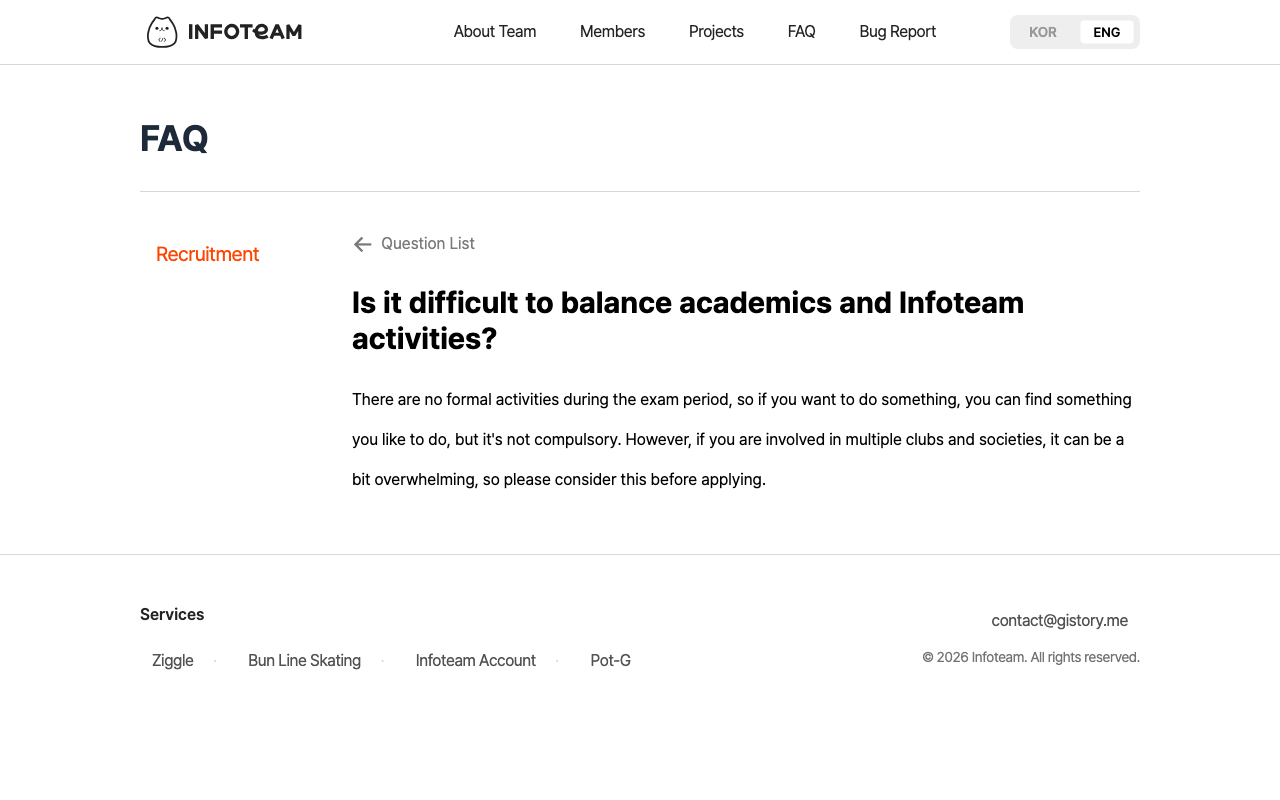 INFOTEAM
About Team
Members
Projects
FAQ
Bug Report
KOR
ENG
FAQ
Recruitment
Question List
Is it difficult to balance academics and Infoteam
activities?
There are no formal activities during the exam period, so if you want to do something, you can find something
you like to do, but it's not compulsory. However, if you are involved in multiple clubs and societies, it can be a
bit overwhelming, so please consider this before applying.
Services
Ziggle · Bun Line Skating · Infoteam Account · Pot-G
contact@gistory.me
© 2026 Infoteam. All rights reserved.